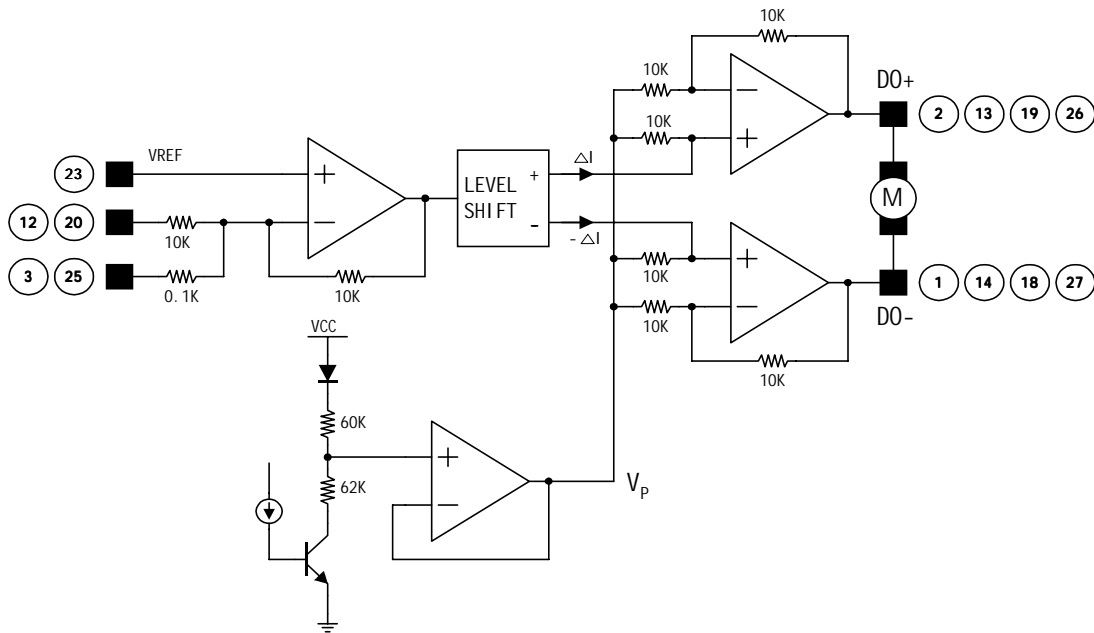 10K
10K
10K
DO+
2 13 19 26
VREF
23
+
−
12 20
10K
3 25
0.1K
10K
LEVEL
SHIFT
+
-
△I
-△I
−
+
M
10K
10K
+
−
10K
1 14 18 27
DO-
VCC
60K
62K
+
−
VP